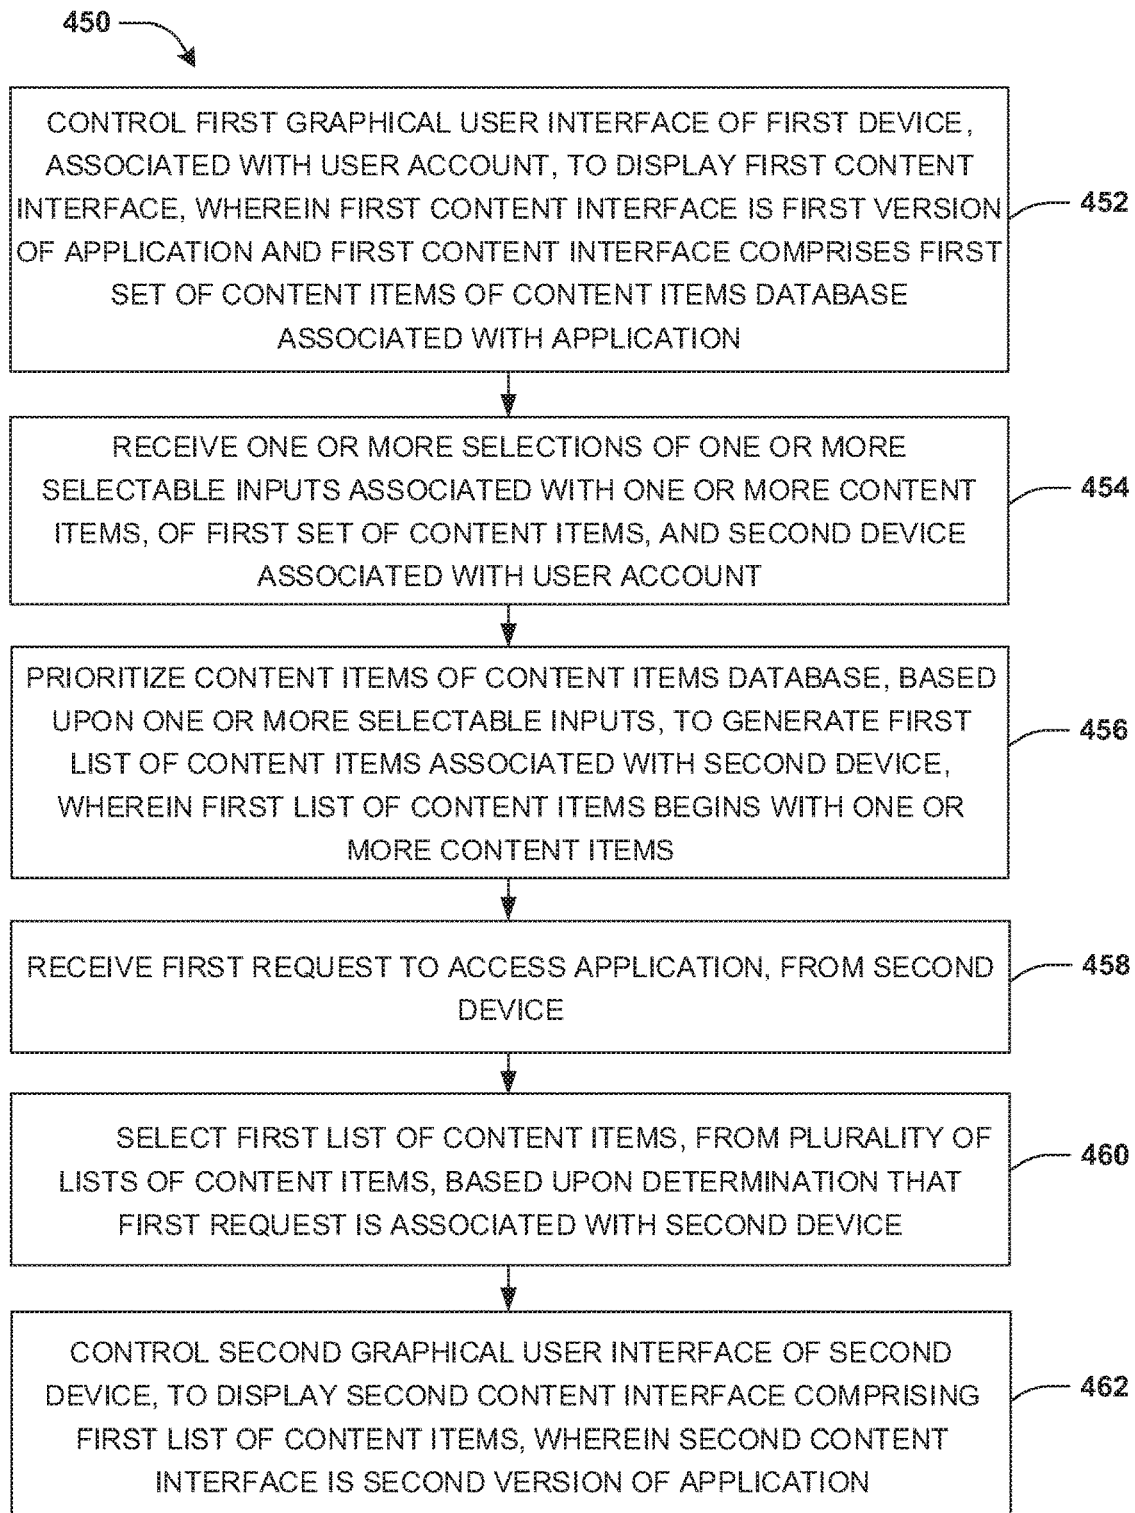 450
CONTROL FIRST GRAPHICAL USER INTERFACE OF FIRST DEVICE,
ASSOCIATED WITH USER ACCOUNT, TO DISPLAY FIRST CONTENT
INTERFACE, WHEREIN FIRST CONTENT INTERFACE IS FIRST VERSION
OF APPLICATION AND FIRST CONTENT INTERFACE COMPRISES FIRST
SET OF CONTENT ITEMS OF CONTENT ITEMS DATABASE
ASSOCIATED WITH APPLICATION
452
RECEIVE ONE OR MORE SELECTIONS OF ONE OR MORE
SELECTABLE INPUTS ASSOCIATED WITH ONE OR MORE CONTENT
ITEMS, OF FIRST SET OF CONTENT ITEMS, AND SECOND DEVICE
ASSOCIATED WITH USER ACCOUNT
454
PRIORITIZE CONTENT ITEMS OF CONTENT ITEMS DATABASE, BASED
UPON ONE OR MORE SELECTABLE INPUTS, TO GENERATE FIRST
LIST OF CONTENT ITEMS ASSOCIATED WITH SECOND DEVICE,
WHEREIN FIRST LIST OF CONTENT ITEMS BEGINS WITH ONE OR
MORE CONTENT ITEMS
456
RECEIVE FIRST REQUEST TO ACCESS APPLICATION, FROM SECOND
DEVICE
458
SELECT FIRST LIST OF CONTENT ITEMS, FROM PLURALITY OF
LISTS OF CONTENT ITEMS, BASED UPON DETERMINATION THAT
FIRST REQUEST IS ASSOCIATED WITH SECOND DEVICE
460
CONTROL SECOND GRAPHICAL USER INTERFACE OF SECOND
DEVICE, TO DISPLAY SECOND CONTENT INTERFACE COMPRISING
FIRST LIST OF CONTENT ITEMS, WHEREIN SECOND CONTENT
INTERFACE IS SECOND VERSION OF APPLICATION
462